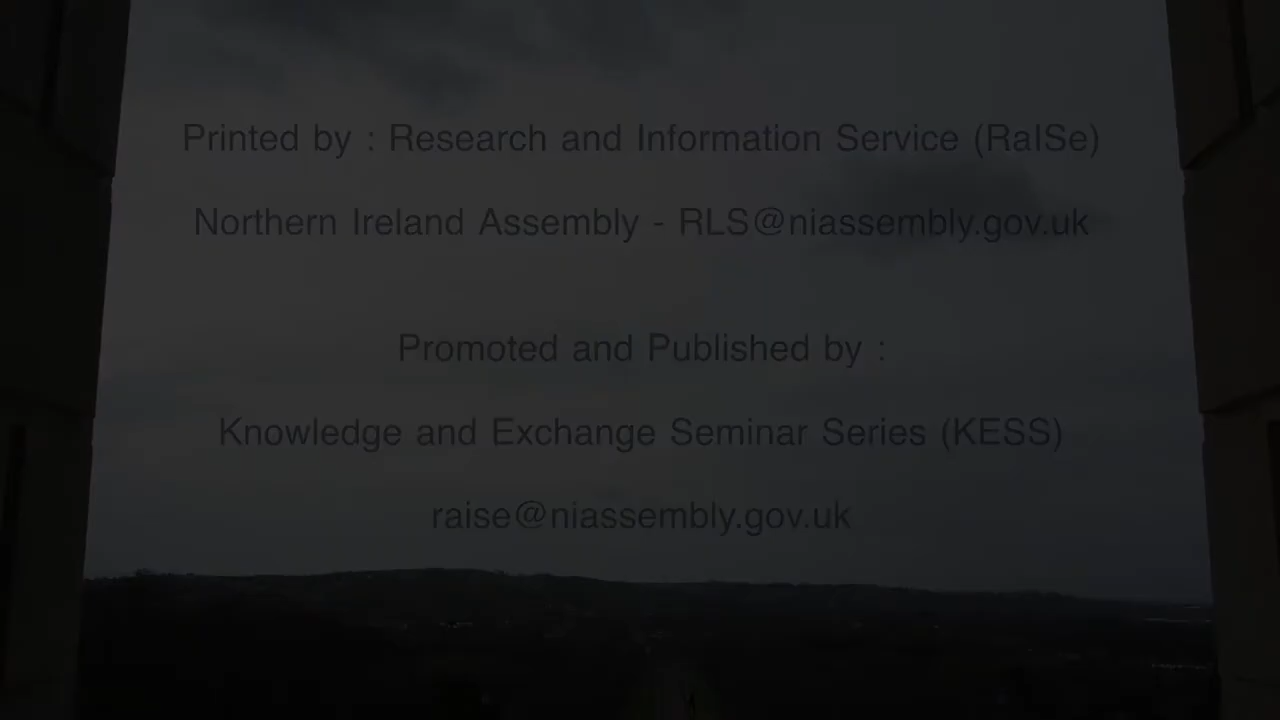 Printed by : Research and Information Service (RaISe)
Northern Ireland Assembly - RLS@niassembly.gov.uk
Promoted and Published by :
Knowledge and Exchange Seminar Series (KESS)
raise@niassembly.gov.uk